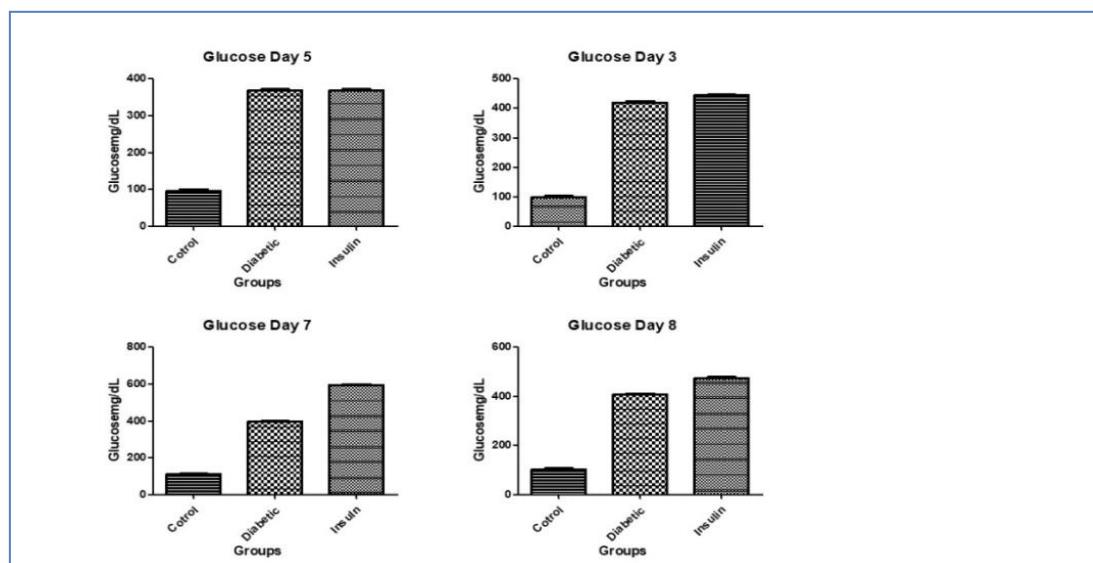 Glucose Day 5
Glucosemg/dL
400
300
200
100
0
Cotrol
Diabetic
Insulin
Groups
Glucose Day 3
Glucosemg/dL
500
400
300
200
100
0
Cotrol
Diabetic
Insulin
Groups
Glucose Day 7
Glucosemg/dL
800
600
400
200
0
Cotrol
Diabetic
Insulin
Groups
Glucose Day 8
Glucosemg/dL
600
400
200
0
Cotrol
Diabetic
Insulin
Groups